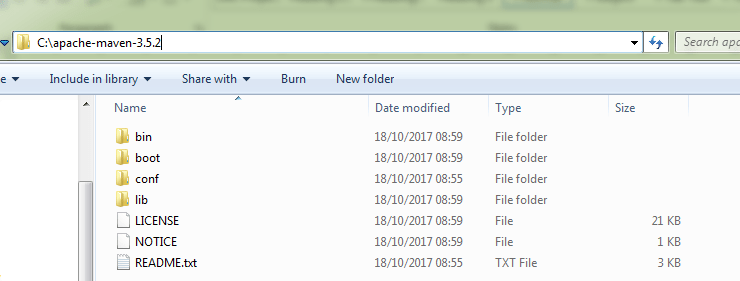 C:\apache-maven-3.5.2
Search apa
e Include in library Share with Burn New folder
Name Date modified Type Size
bin 18/10/2017 08:59 File folder
boot 18/10/2017 08:59 File folder
conf 18/10/2017 08:55 File folder
lib 18/10/2017 08:59 File folder
LICENSE 18/10/2017 08:59 File 21 KB
NOTICE 18/10/2017 08:59 File 1 KB
README.txt 18/10/2017 08:55 TXT File 3 KB